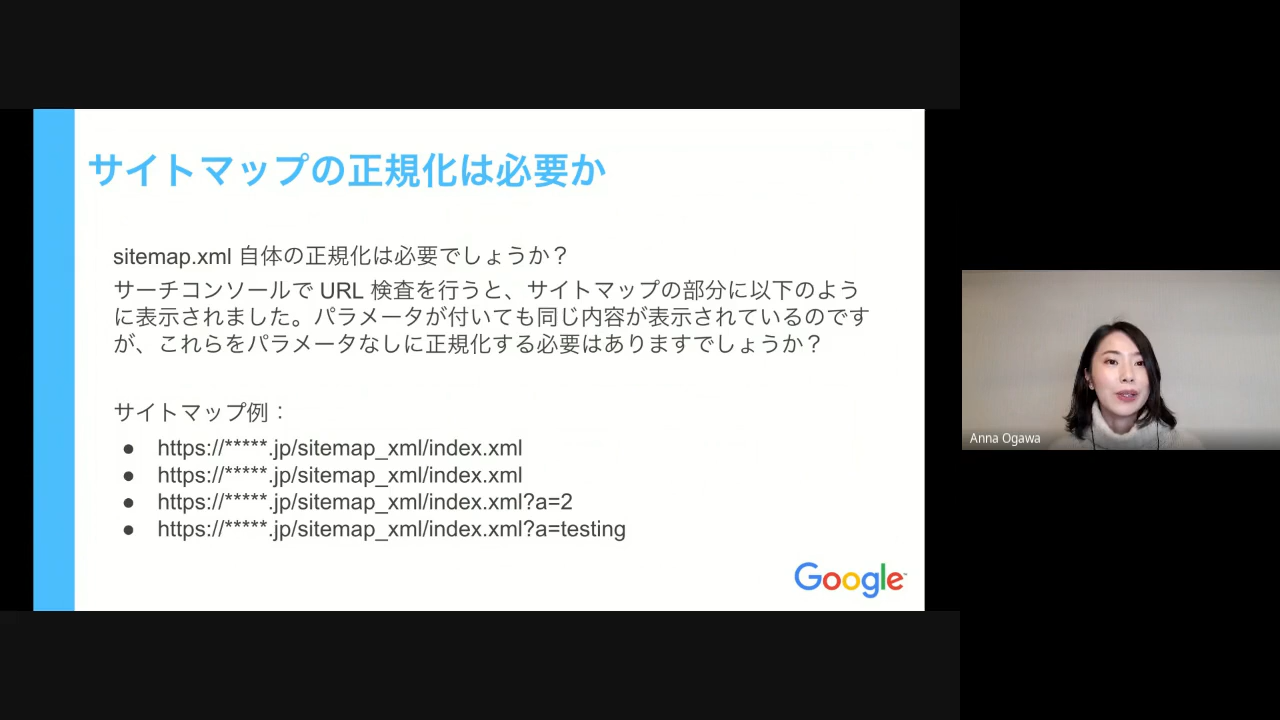 サイトマップの正規化は必要か
sitemap.xml 自体の正規化は必要でしょうか？
サーチコンソールで URL 検査を行うと、サイトマップの部分に以下のよう
に表示されました。パラメータが付いても同じ内容が表示されているのです
が、これらをパラメータなしに正規化する必要はありますでしょうか？
サイトマップ例：
● https://*****.jp/sitemap_xml/index.xml
● https://*****.jp/sitemap_xml/index.xml
● https://*****.jp/sitemap_xml/index.xml?a=2
● https://*****.jp/sitemap_xml/index.xml?a=testing
Google
Anna Ogawa